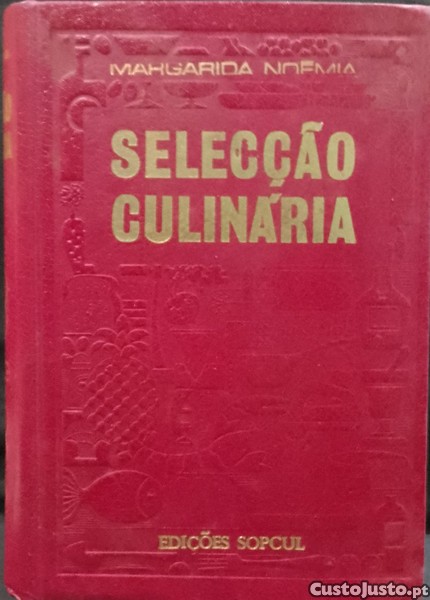 MARGARIDA NOÉMIA
SELECÇÃO
CULINÁRIA
EDIÇÕES SOPCUL
CustoJusto.pt